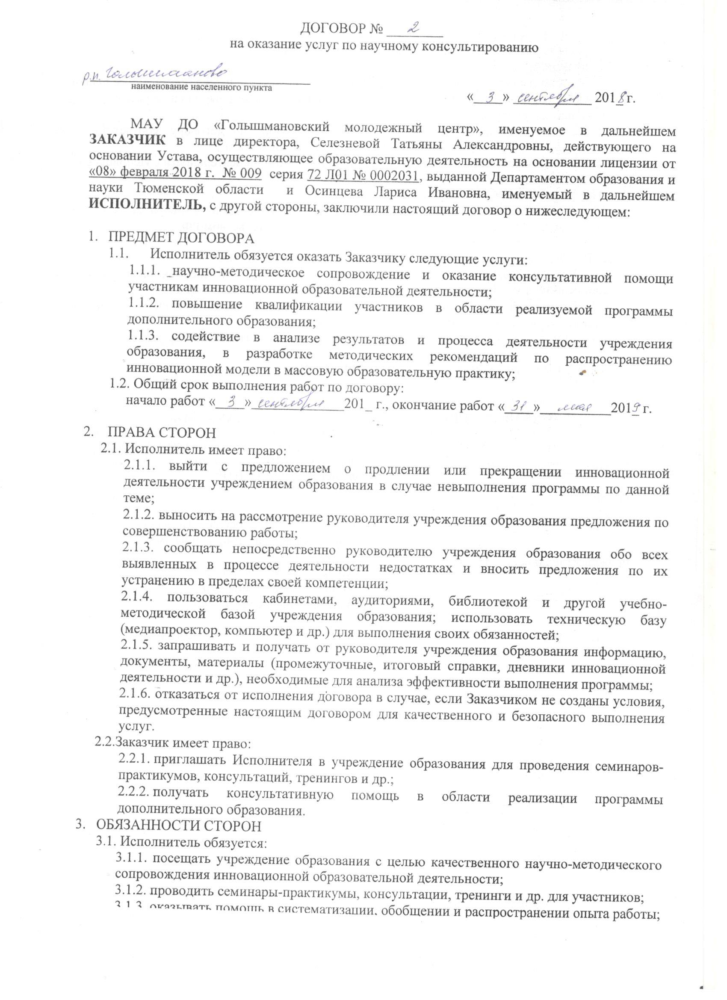 ДОГОВОР № 2
на оказание услуг по научному консультированию
р.п. Голышманово
наименование населенного пункта
« 3 » сентября 2018 г.
МАУ ДО «Голышмановский молодежный центр», именуемое в дальнейшем
ЗАКАЗЧИК в лице директора, Селезневой Татьяны Александровны, действующего на
основании Устава, осуществляющее образовательную деятельность на основании лицензии от
«08» февраля 2018 г. № 009 серия 72 Л01 № 0002031, выданной Департаментом образования и
науки Тюменской области и Осинцева Лариса Ивановна, именуемый в дальнейшем
ИСПОЛНИТЕЛЬ, с другой стороны, заключили настоящий договор о нижеследующем:
1. ПРЕДМЕТ ДОГОВОРА
1.1. Исполнитель обязуется оказать Заказчику следующие услуги:
1.1.1. _научно-методическое сопровождение и оказание консультативной помощи
участникам инновационной образовательной деятельности;
1.1.2. повышение квалификации участников в области реализуемой программы
дополнительного образования;
1.1.3. содействие в анализе результатов и процесса деятельности учреждения
образования, в разработке методических рекомендаций по распространению
инновационной модели в массовую образовательную практику;
1.2. Общий срок выполнения работ по договору:
начало работ « 3 » сентября 201_ г., окончание работ « 31 » мая 2019 г.
2. ПРАВА СТОРОН
2.1. Исполнитель имеет право:
2.1.1. выйти с предложением о продлении или прекращении инновационной
деятельности учреждением образования в случае невыполнения программы по данной
теме;
2.1.2. выносить на рассмотрение руководителя учреждения образования предложения по
совершенствованию работы;
2.1.3. сообщать непосредственно руководителю учреждения образования обо всех
выявленных в процессе деятельности недостатках и вносить предложения по их
устранению в пределах своей компетенции;
2.1.4. пользоваться кабинетами, аудиториями, библиотекой и другой учебно-
методической базой учреждения образования; использовать техническую базу
(медиапроектор, компьютер и др.) для выполнения своих обязанностей;
2.1.5. запрашивать и получать от руководителя учреждения образования информацию,
документы, материалы (промежуточные, итоговый справки, дневники инновационной
деятельности и др.), необходимые для анализа эффективности выполнения программы;
2.1.6. отказаться от исполнения договора в случае, если Заказчиком не созданы условия,
предусмотренные настоящим договором для качественного и безопасного выполнения
услуг.
2.2.Заказчик имеет право:
2.2.1. приглашать Исполнителя в учреждение образования для проведения семинаров-
практикумов, консультаций, тренингов и др.;
2.2.2. получать консультативную помощь в области реализации программы
дополнительного образования.
3. ОБЯЗАННОСТИ СТОРОН
3.1. Исполнитель обязуется:
3.1.1. посещать учреждение образования с целью качественного научно-методического
сопровождения инновационной образовательной деятельности;
3.1.2. проводить семинары-практикумы, консультации, тренинги и др. для участников;
3.1.3. оказывать помощь в систематизации, обобщении и распространении опыта работы;